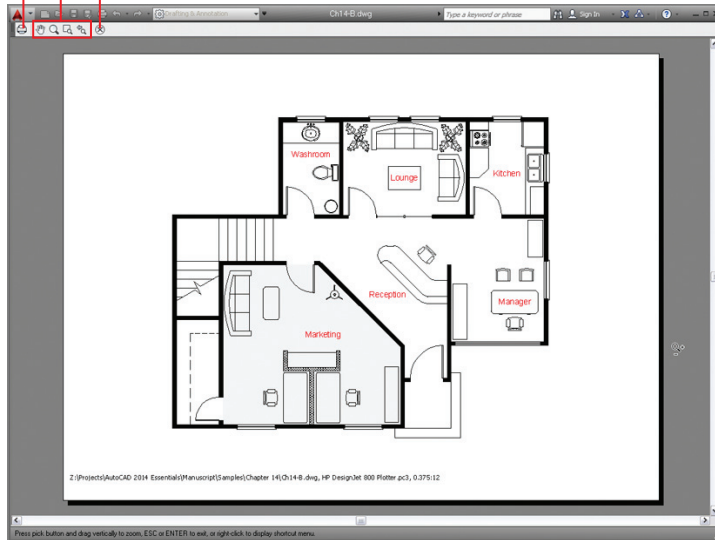 Drafting & Annotation
Ch14-B.dwg
Type a keyword or phrase
Sign In
Washroom
Lounge
Kitchen
Reception
Manager
Marketing
Z:\Projects\AutoCAD 2014 Essentials\Manuscript\Samples\Chapter 14\Ch14-B.dwg, HP DesignJet 800 Plotter.pc3, 0.375:12
Press pick button and drag vertically to zoom, ESC or ENTER to exit, or right-click to display shortcut menu.